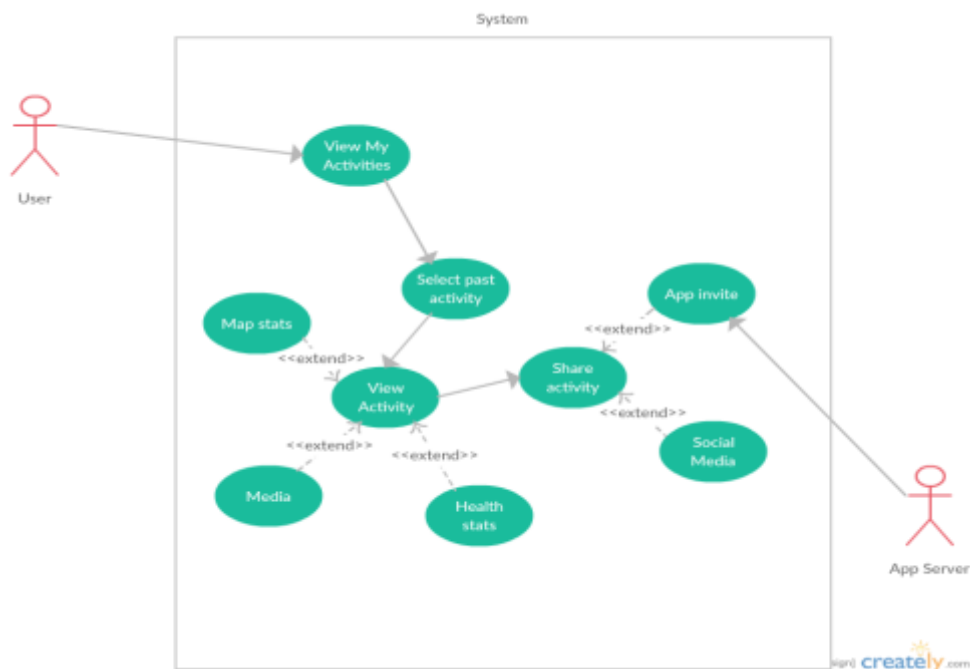 System
User
View My
Activities
Select past
activity
App invite
Map stats
<<extend>>
<<extend>>
View
Activity
Share
activity
<<extend>>
<<extend>>
<<extend>>
Social
Media
Media
Health
stats
App Server
creately.com